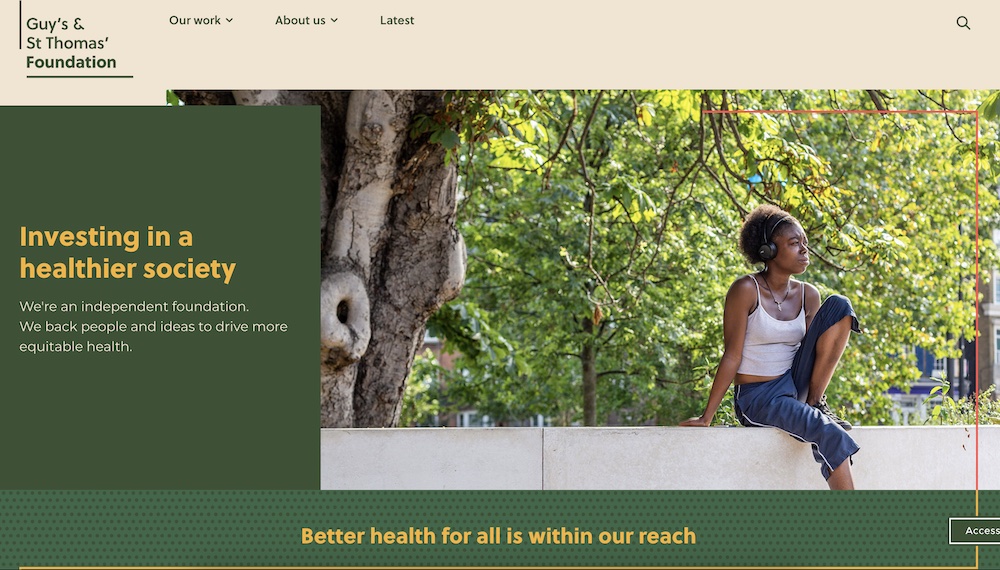 Guy's &
St Thomas'
Foundation
Our work
About us
Latest
Investing in a
healthier society
We're an independent foundation.
We back people and ideas to drive more
equitable health.
Better health for all is within our reach
Access